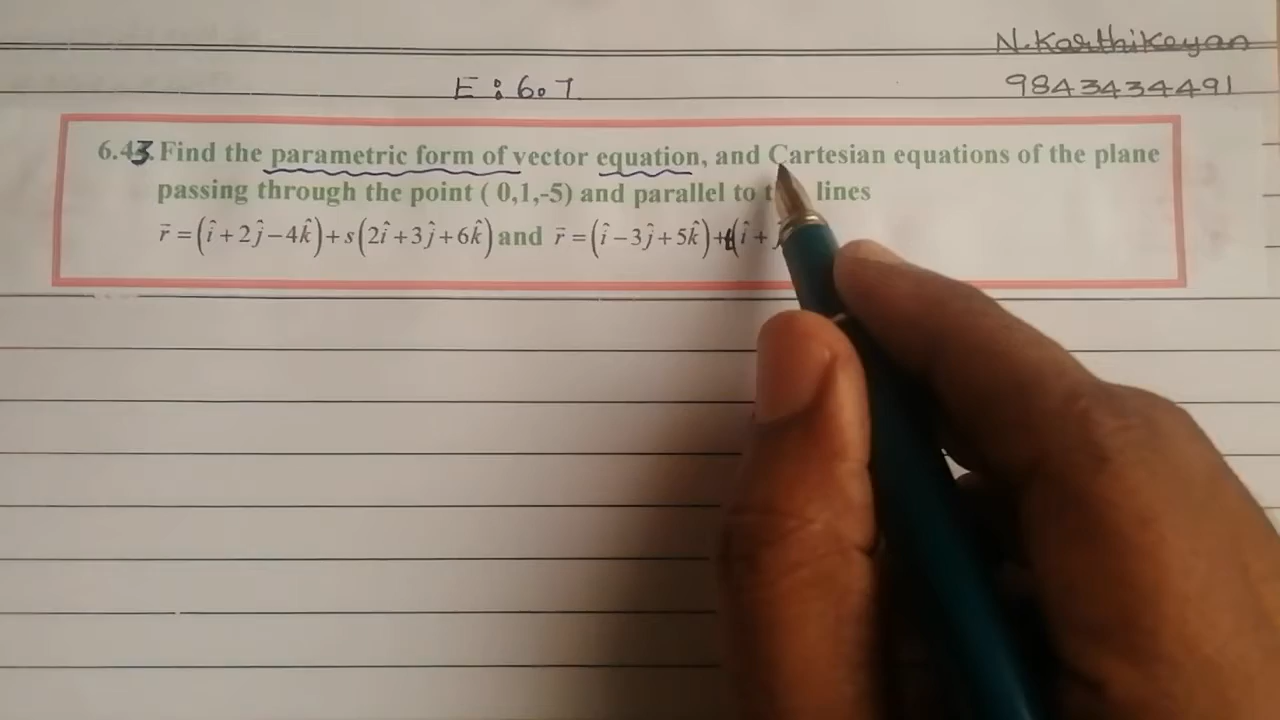 N.Karthikeyan
E : 6.7
9843434491
6.43. Find the parametric form of vector equation, and Cartesian equations of the plane
passing through the point ( 0,1,-5) and parallel to lines
r̄ = (î + 2ĵ − 4k̂) + s(2î + 3ĵ + 6k̂) and r̄ = (î − 3ĵ + 5k̂) + t(î +